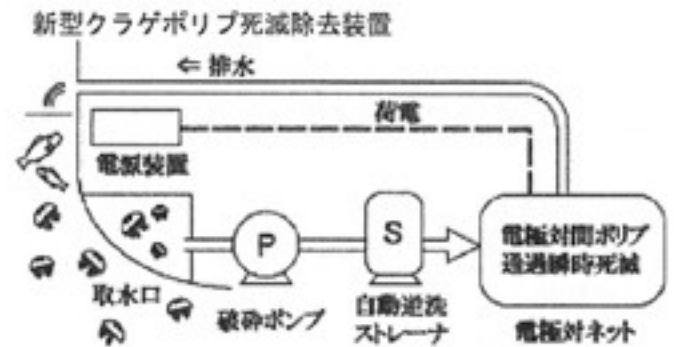 新型クラゲポリプ死滅除去装置
⇐ 排水
荷電
電源装置
P
S
電極対間ポリプ
通過瞬時死滅
取水口
破砕ポンプ
自動逆洗
ストレーナ
電極対ネット